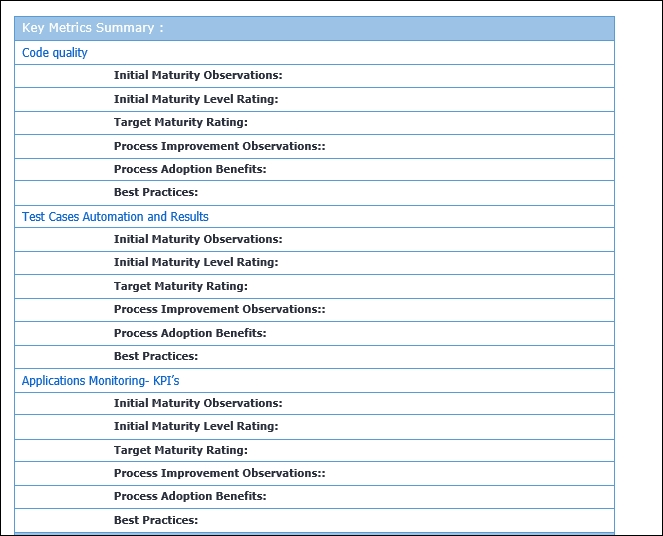 Key Metrics Summary :
Code quality
Initial Maturity Observations:
Initial Maturity Level Rating:
Target Maturity Rating:
Process Improvement Observations::
Process Adoption Benefits:
Best Practices:
Test Cases Automation and Results
Initial Maturity Observations:
Initial Maturity Level Rating:
Target Maturity Rating:
Process Improvement Observations::
Process Adoption Benefits:
Best Practices:
Applications Monitoring- KPI’s
Initial Maturity Observations:
Initial Maturity Level Rating:
Target Maturity Rating:
Process Improvement Observations::
Process Adoption Benefits:
Best Practices: